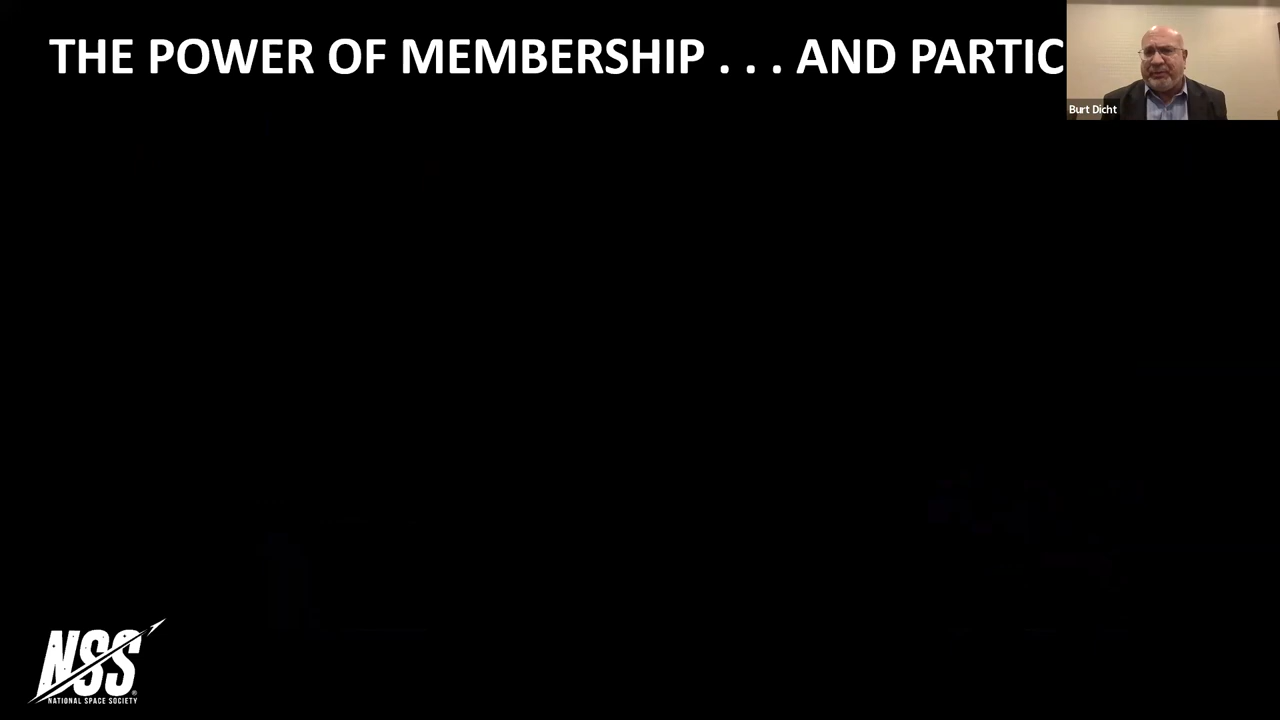 THE POWER OF MEMBERSHIP . . . AND PARTIC
Burt Dicht
NSS
NATIONAL SPACE SOCIETY